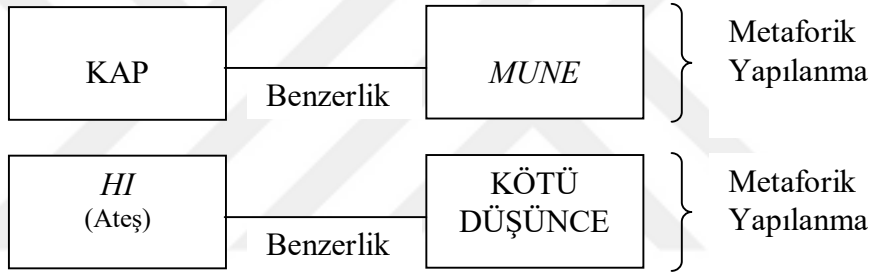 KAP
Benzerlik
MUNE
Metaforik
Yapılanma
HI
(Ateş)
Benzerlik
KÖTÜ
DÜŞÜNCE
Metaforik
Yapılanma